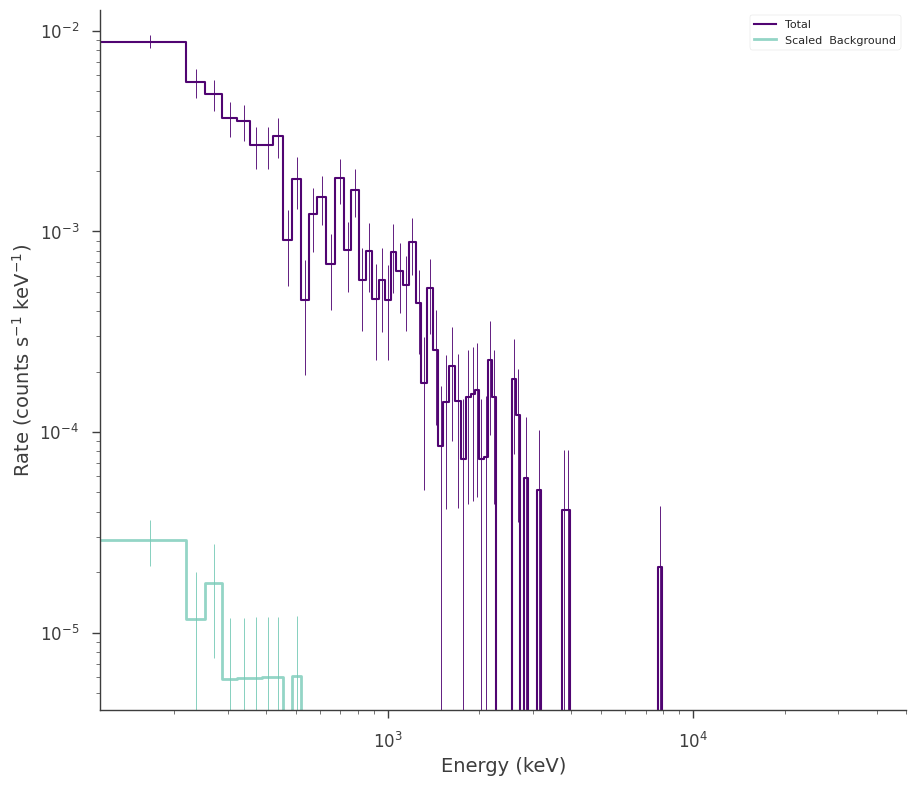 Total
Scaled  Background
10⁻²
10⁻³
10⁻⁴
10⁻⁵
Rate (counts s⁻¹ keV⁻¹)
10³
10⁴
Energy (keV)